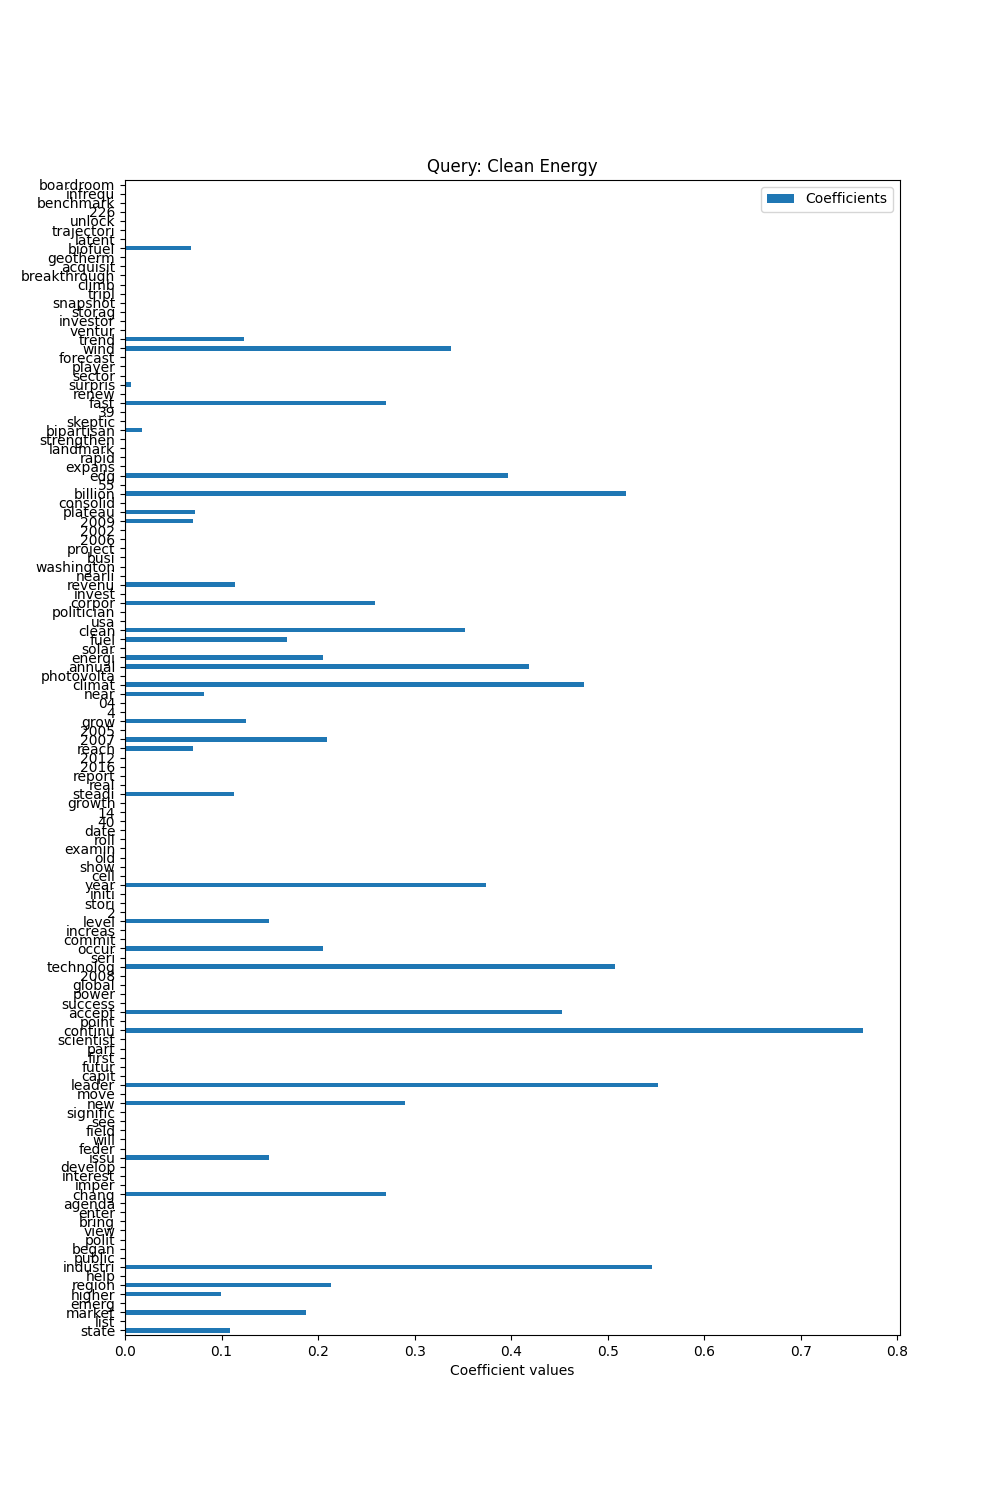 Query: Clean Energy
Coefficients
boardroom
infrequ
benchmark
226
unlock
trajectori
latent
biofuel
geotherm
acquisit
breakthrough
climb
tripl
snapshot
storag
investor
ventur
trend
wind
forecast
player
sector
surpris
renew
fast
39
skeptic
bipartisan
strengthen
landmark
rapid
expans
edg
55
billion
consolid
plateau
2009
2002
2006
project
busi
washington
nearli
revenu
invest
corpor
politician
usa
clean
fuel
solar
energi
annual
photovolta
climat
near
04
4
grow
2005
2007
reach
2012
2016
report
real
steadi
growth
14
40
date
roll
examin
old
show
cell
year
initi
stori
2
level
increas
commit
occur
seri
technolog
2008
global
power
success
accept
point
continu
scientist
part
first
futur
capit
leader
move
new
signific
see
field
will
feder
issu
develop
interest
imper
chang
agenda
enter
bring
view
polit
began
public
industri
help
region
higher
emerg
market
list
state
0.0 0.1 0.2 0.3 0.4 0.5 0.6 0.7 0.8
Coefficient values